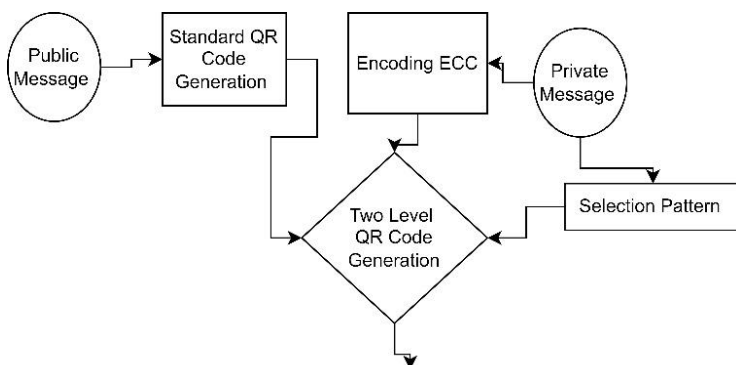 Public
Message
Standard QR
Code
Generation
Encoding ECC
Private
Message
Two Level
QR Code
Generation
Selection Pattern